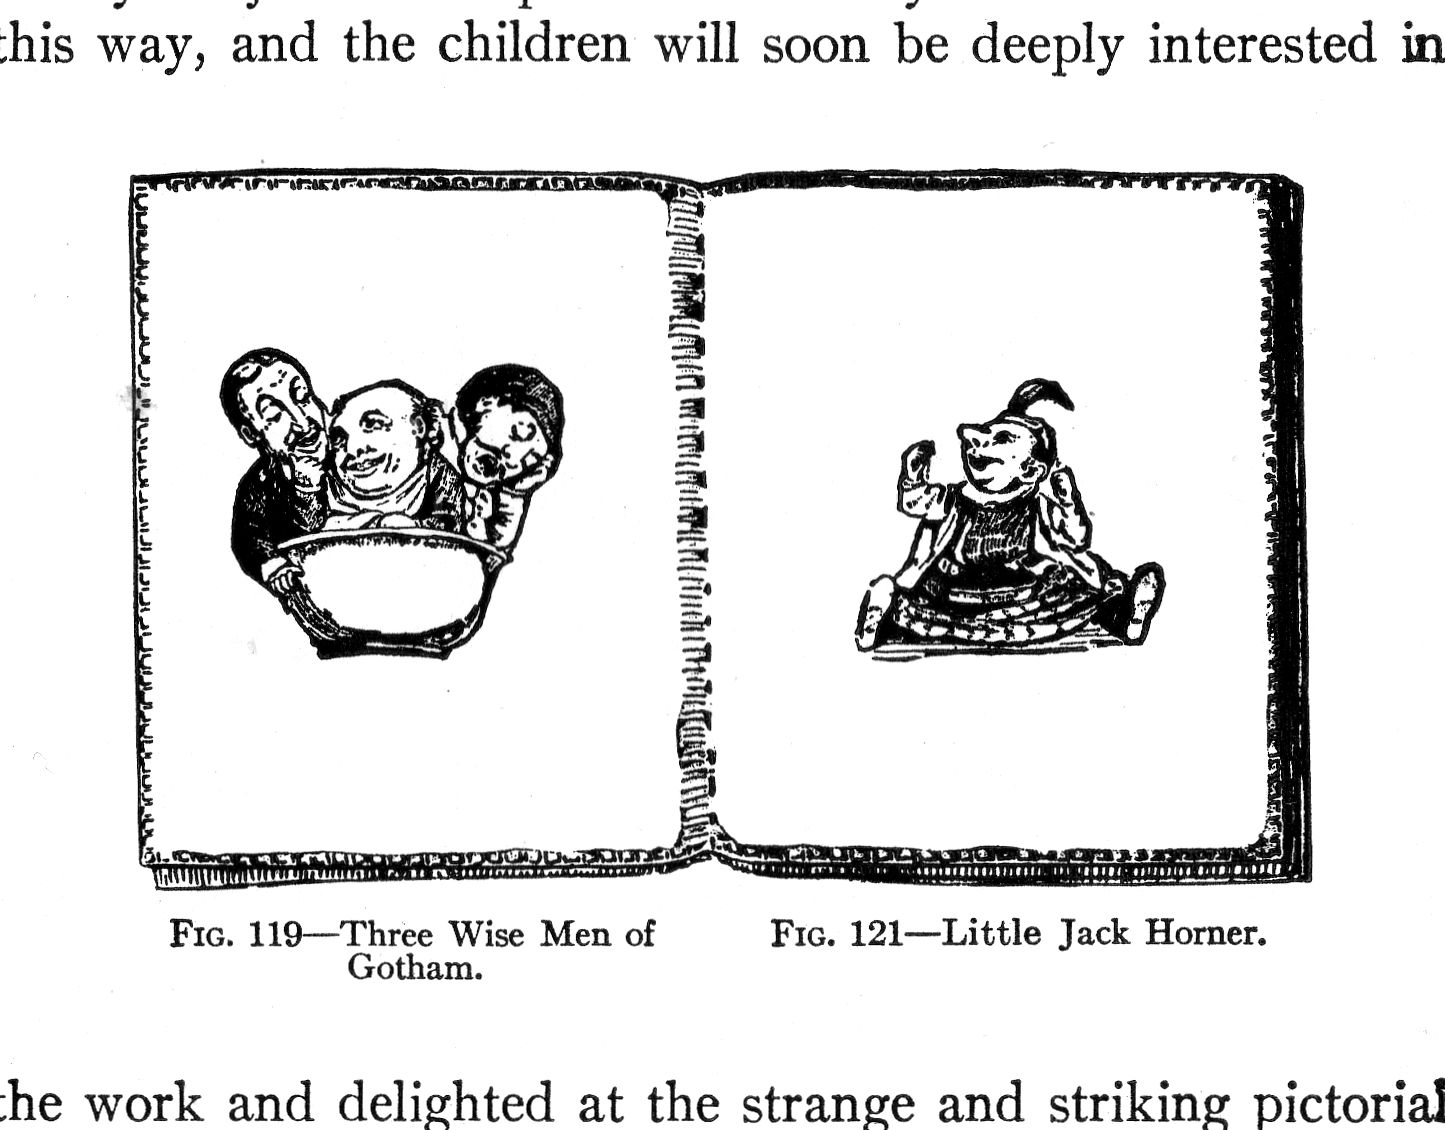 this way, and the children will soon be deeply interested in
FIG. 119—Three Wise Men of
Gotham.
FIG. 121—Little Jack Horner.
the work and delighted at the strange and striking pictorial